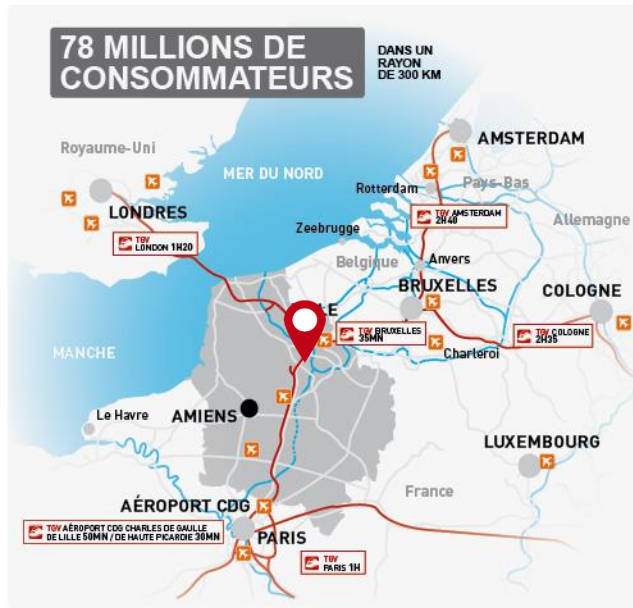 78 MILLIONS DE
CONSOMMATEURS
DANS UN
RAYON
DE 300 KM
AMSTERDAM
Royaume-Uni
MER DU NORD
Pays-Bas
Rotterdam
LONDRES
TGV AMSTERDAM
2H40
Allemagne
Zeebrugge
TGV
LONDON 1H20
Belgique
Anvers
BRUXELLES
COLOGNE
LE
TGV BRUXELLES
35MN
TGV COLOGNE
2H35
MANCHE
Charleroi
Le Havre
AMIENS
LUXEMBOURG
France
AÉROPORT CDG
TGV AÉROPORT CDG CHARLES DE GAULLE
DE LILLE 50MN / DE HAUTE PICARDIE 30MN
PARIS
TGV
PARIS 1H